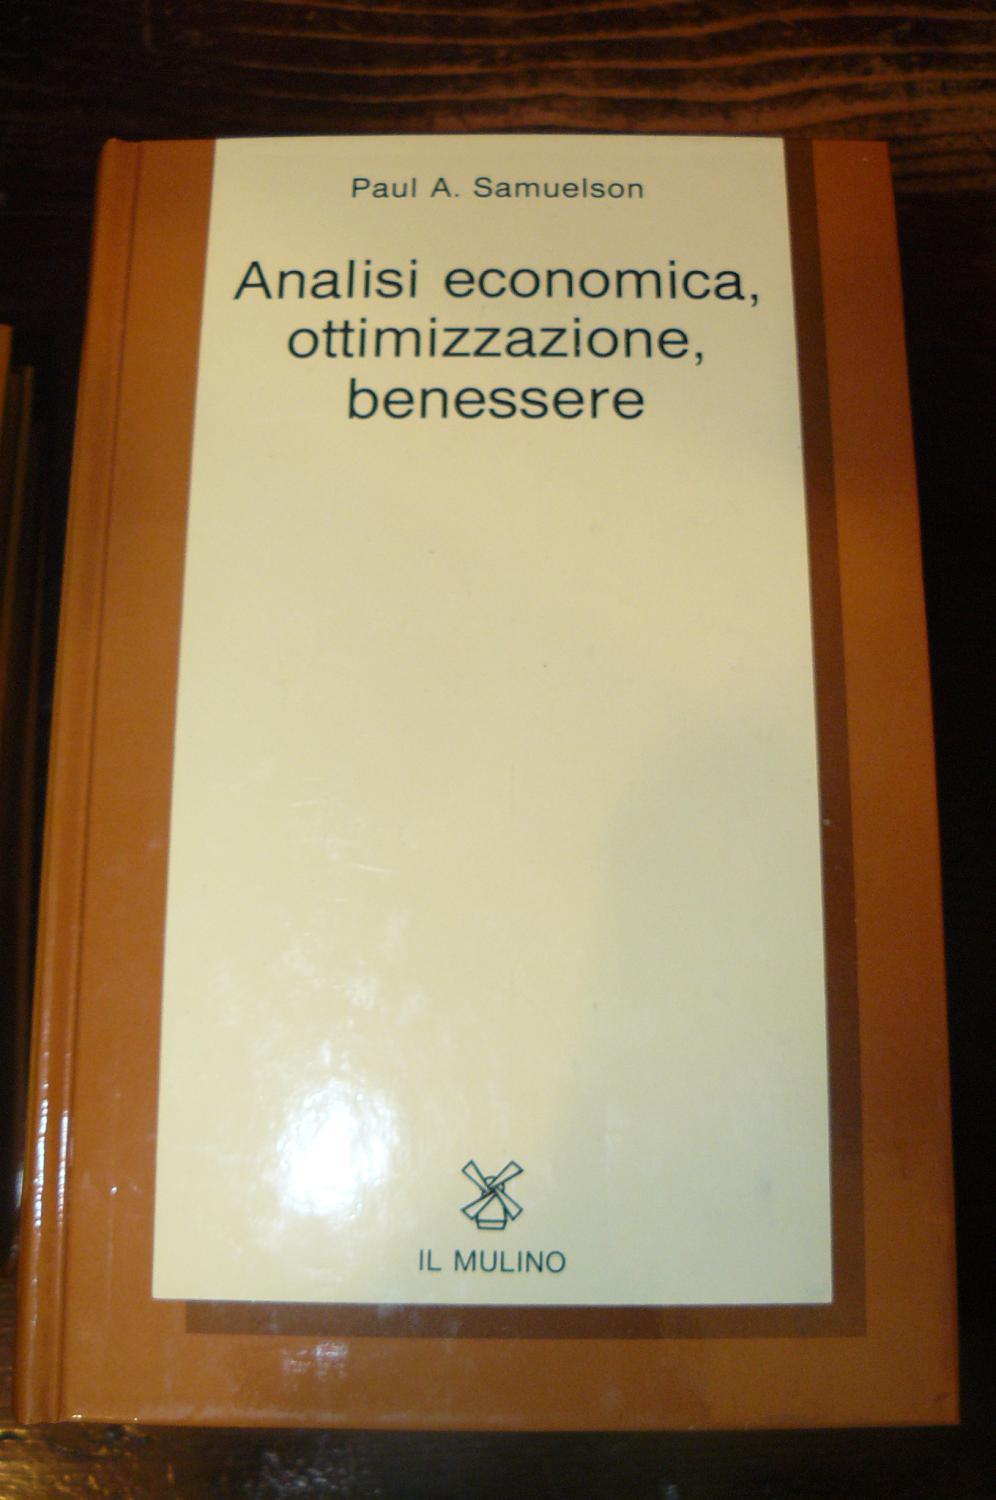 Paul A. Samuelson
Analisi economica,
ottimizzazione,
benessere
IL MULINO